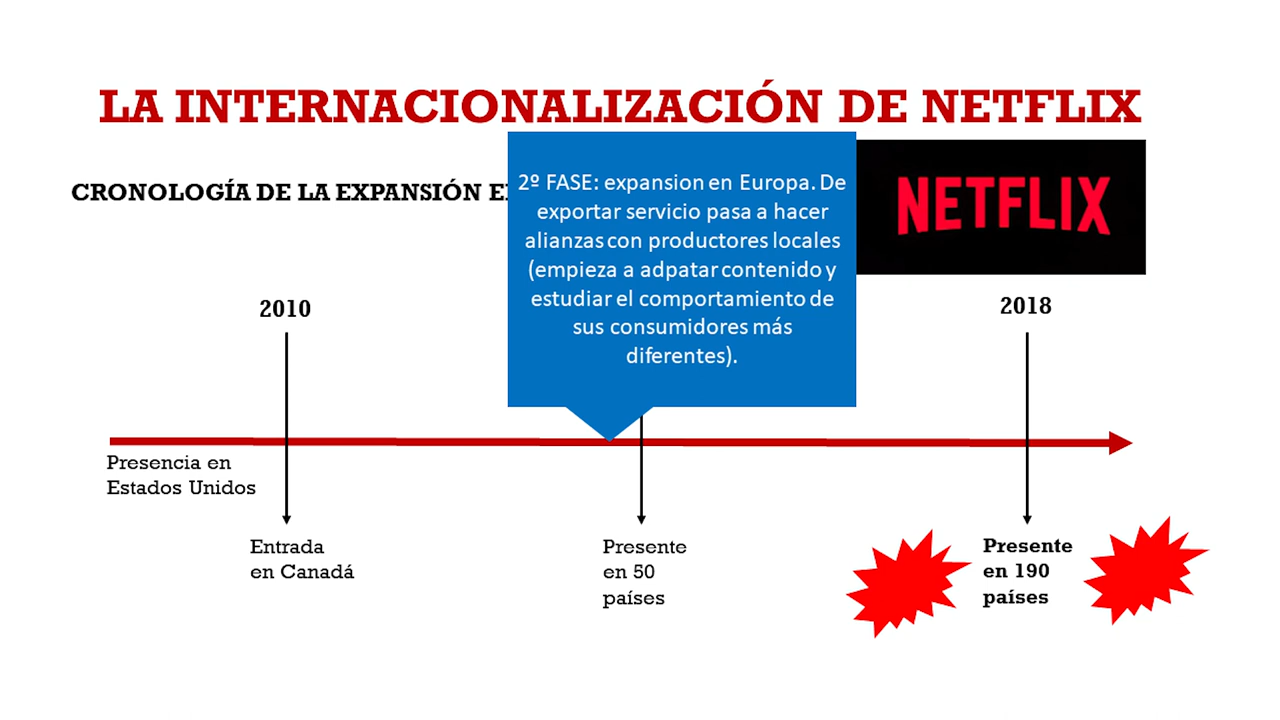 LA INTERNACIONALIZACIÓN DE NETFLIX
CRONOLOGÍA DE LA EXPANSIÓN
2º FASE: expansion en Europa. De
exportar servicio pasa a hacer
alianzas con productores locales
(empieza a adpatar contenido y
estudiar el comportamiento de
sus consumidores más
diferentes).
NETFLIX
2010
2018
Presencia en
Estados Unidos
Entrada
en Canadá
Presente
en 50
países
Presente
en 190
países